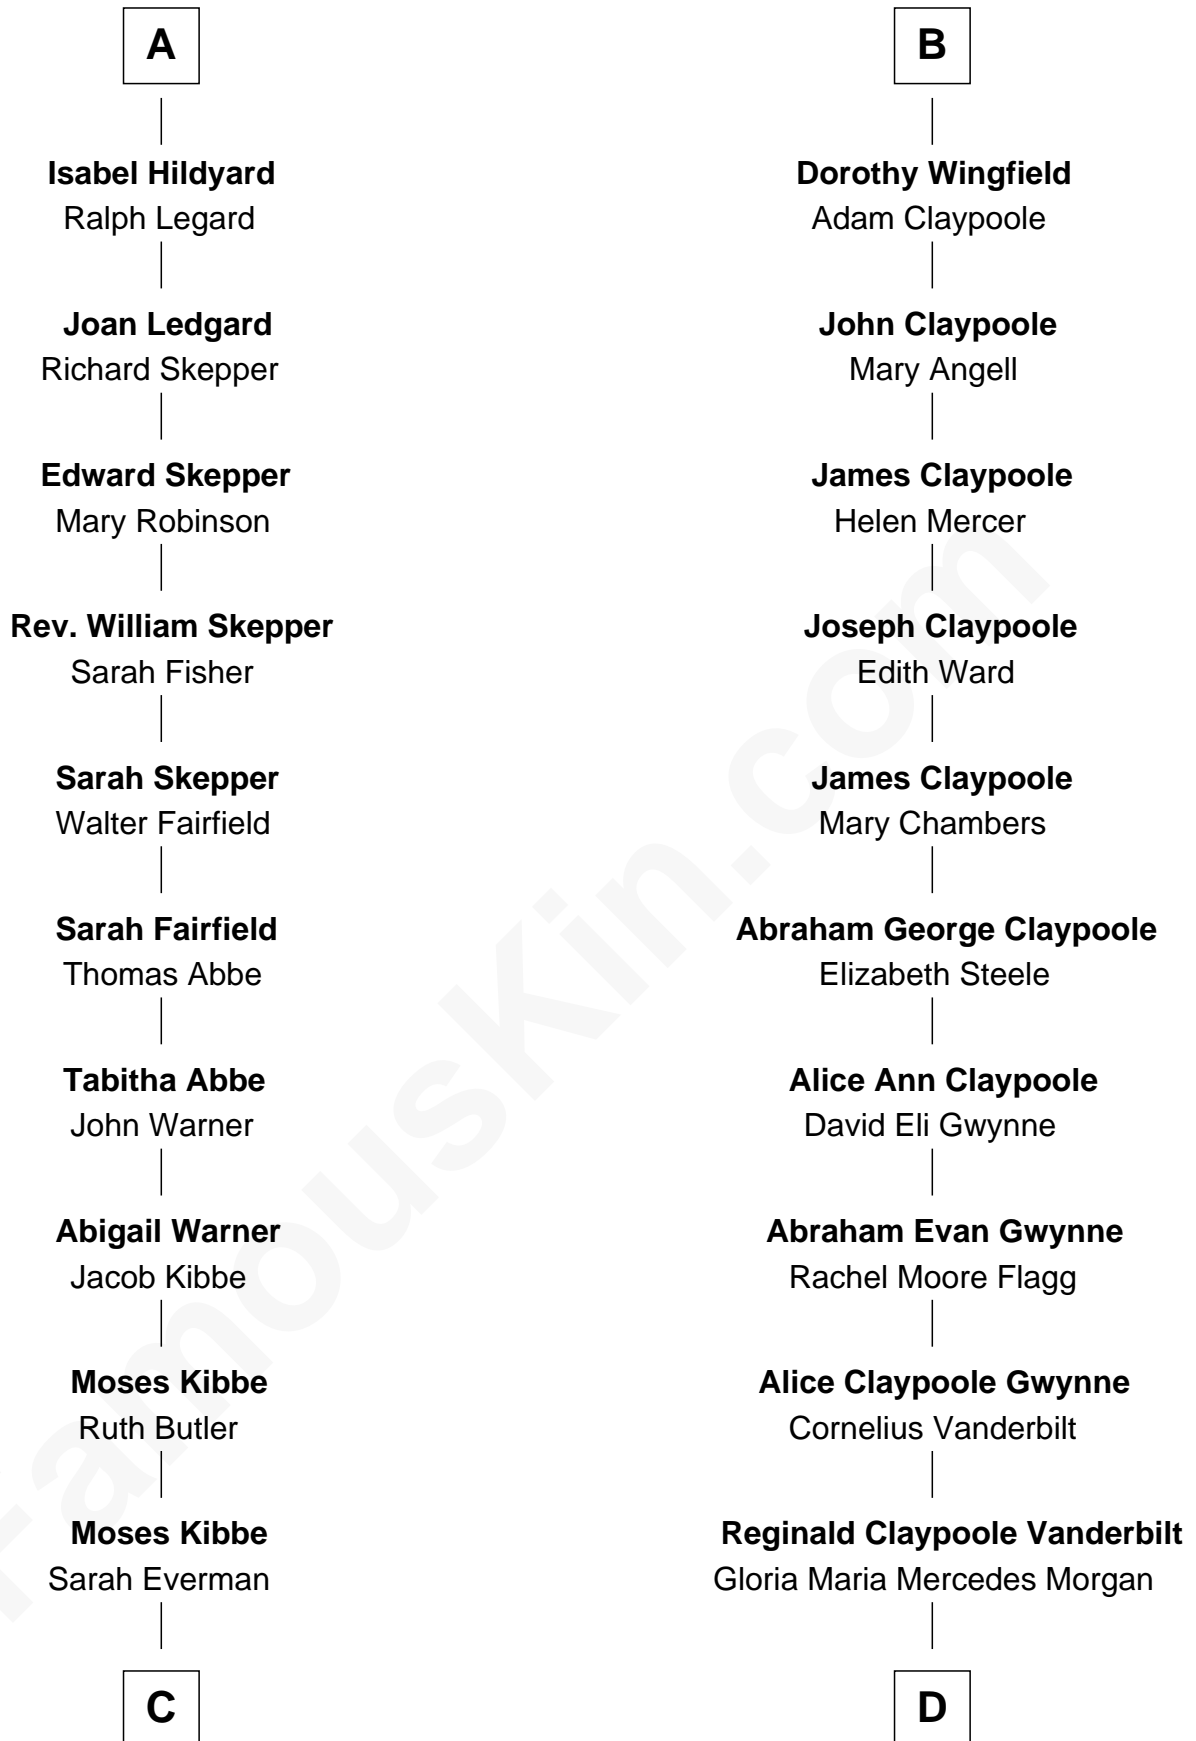 A
Isabel Hildyard
Ralph Legard
Joan Ledgard
Richard Skepper
Edward Skepper
Mary Robinson
Rev. William Skepper
Sarah Fisher
Sarah Skepper
Walter Fairfield
Sarah Fairfield
Thomas Abbe
Tabitha Abbe
John Warner
Abigail Warner
Jacob Kibbe
Moses Kibbe
Ruth Butler
Moses Kibbe
Sarah Everman
C
B
Dorothy Wingfield
Adam Claypoole
John Claypoole
Mary Angell
James Claypoole
Helen Mercer
Joseph Claypoole
Edith Ward
James Claypoole
Mary Chambers
Abraham George Claypoole
Elizabeth Steele
Alice Ann Claypoole
David Eli Gwynne
Abraham Evan Gwynne
Rachel Moore Flagg
Alice Claypoole Gwynne
Cornelius Vanderbilt
Reginald Claypoole Vanderbilt
Gloria Maria Mercedes Morgan
D
FamousKin.com